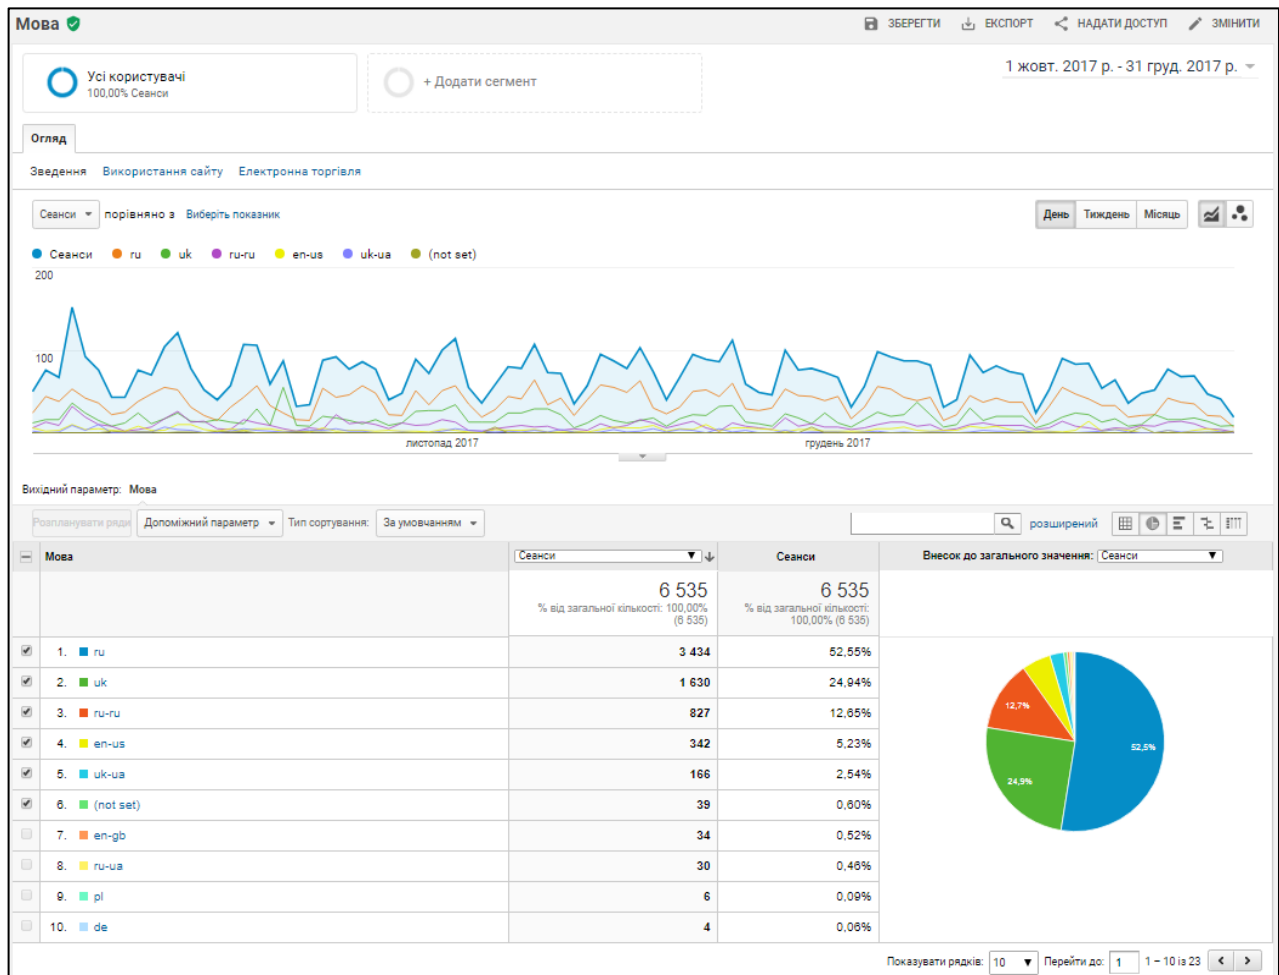 Мова
ЗБЕРЕГТИ ЕКСПОРТ НАДАТИ ДОСТУП ЗМІНИТИ
Усі користувачі
100,00% Сеанси
+ Додати сегмент
1 жовт. 2017 р. - 31 груд. 2017 р.
Огляд
Зведення Використання сайту Електронна торгівля
Сеанси порівняно з Виберіть показник
День Тиждень Місяць
Сеанси ru uk ru-ru en-us uk-ua (not set)
200
100
листопад 2017 грудень 2017
Вихідний параметр: Мова
Розпланувати ряди Допоміжний параметр Тип сортування: За умовчанням розширений
Мова Сеанси Сеанси Внесок до загального значення: Сеанси
6 535 6 535
% від загальної кількості: 100,00% (6 535)
% від загальної кількості: 100,00% (6 535)
1. ru 3 434 52,55%
2. uk 1 630 24,94%
3. ru-ru 827 12,65%
4. en-us 342 5,23%
5. uk-ua 166 2,54%
6. (not set) 39 0,60%
7. en-gb 34 0,52%
8. ru-ua 30 0,46%
9. pl 6 0,09%
10. de 4 0,06%
12,7%
52,5%
24,9%
Показувати рядків: 10 Перейти до: 1 1 – 10 із 23